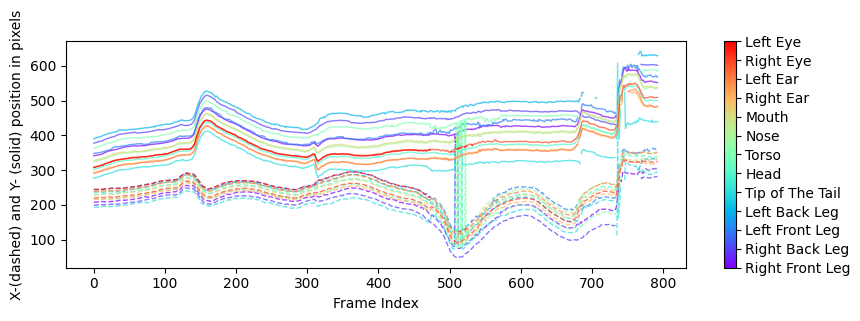 X-(dashed) and Y- (solid) position in pixels
600
500
400
300
200
100
0 100 200 300 400 500 600 700 800
Frame Index
Left Eye
Right Eye
Left Ear
Right Ear
Mouth
Nose
Torso
Head
Tip of The Tail
Left Back Leg
Left Front Leg
Right Back Leg
Right Front Leg